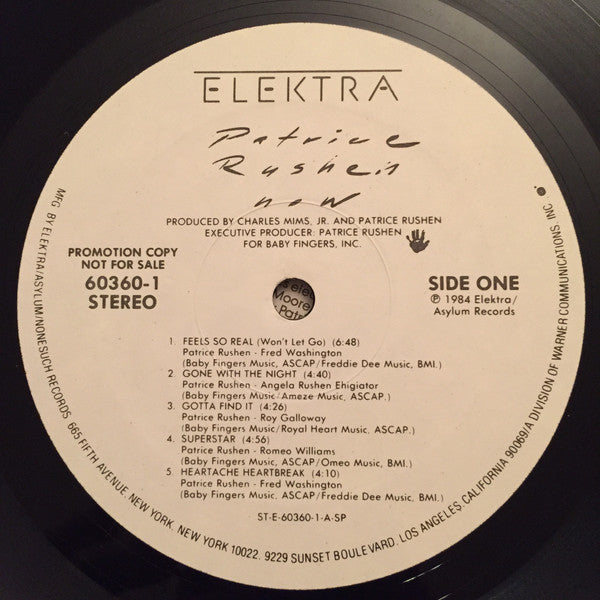 ELEKTRA
Patrice
Rushen
now
PRODUCED BY CHARLES MIMS, JR. AND PATRICE RUSHEN
EXECUTIVE PRODUCER: PATRICE RUSHEN
FOR BABY FINGERS, INC.
PROMOTION COPY
NOT FOR SALE
60360-1
STEREO
SIDE ONE
℗ 1984 Elektra/
Asylum Records
Moore
Pat
1. FEELS SO REAL (Won't Let Go) (6:48)
Patrice Rushen - Fred Washington
(Baby Fingers Music, ASCAP/Freddie Dee Music, BMI.)
2. GONE WITH THE NIGHT (4:40)
Patrice Rushen - Angela Rushen Ehigiator
(Baby Fingers Music/Ameze Music, ASCAP.)
3. GOTTA FIND IT (4:26)
Patrice Rushen - Roy Galloway
(Baby Fingers Music/Royal Heart Music, ASCAP.)
4. SUPERSTAR (4:56)
Patrice Rushen - Romeo Williams
(Baby Fingers Music, ASCAP/Omeo Music, BMI.)
5. HEARTACHE HEARTBREAK (4:10)
Patrice Rushen - Fred Washington
(Baby Fingers Music, ASCAP/Freddie Dee Music, BMI.)
ST-E-60360-1-A-SP
MFG BY ELEKTRA/ASYLUM/NONESUCH RECORDS, 665 FIFTH AVENUE, NEW YORK, NEW YORK 10022. 9229 SUNSET BOULEVARD, LOS ANGELES, CALIFORNIA 90069/A DIVISION OF WARNER COMMUNICATIONS INC.